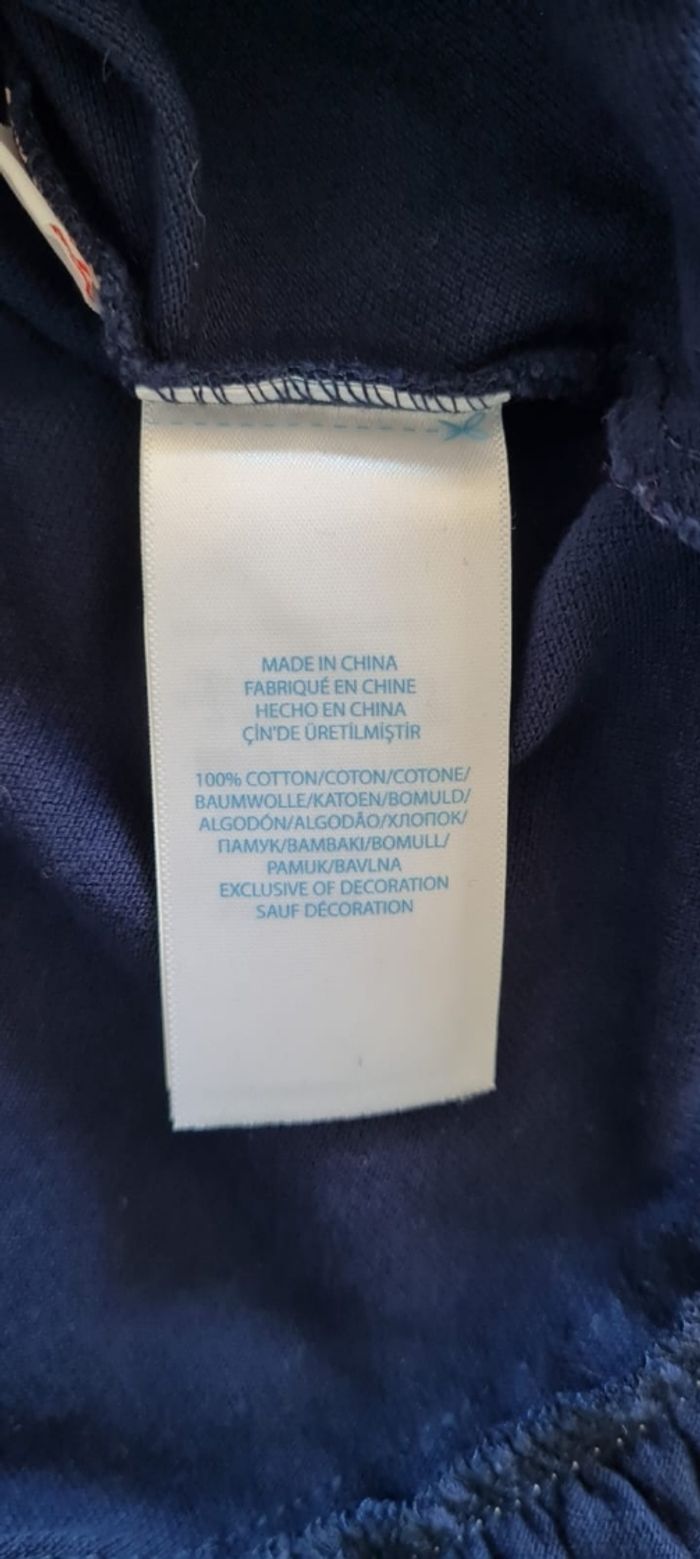 MADE IN CHINA
FABRIQUÉ EN CHINE
HECHO EN CHINA
ÇİN'DE ÜRETİLMİŞTİR
100% COTTON/COTON/COTONE/
BAUMWOLLE/KATOEN/BOMULD/
ALGODÓN/ALGODÃO/ХЛОПОК/
ПАМУК/BAMBAKI/BOMULL/
PAMUK/BAVLNA
EXCLUSIVE OF DECORATION
SAUF DÉCORATION